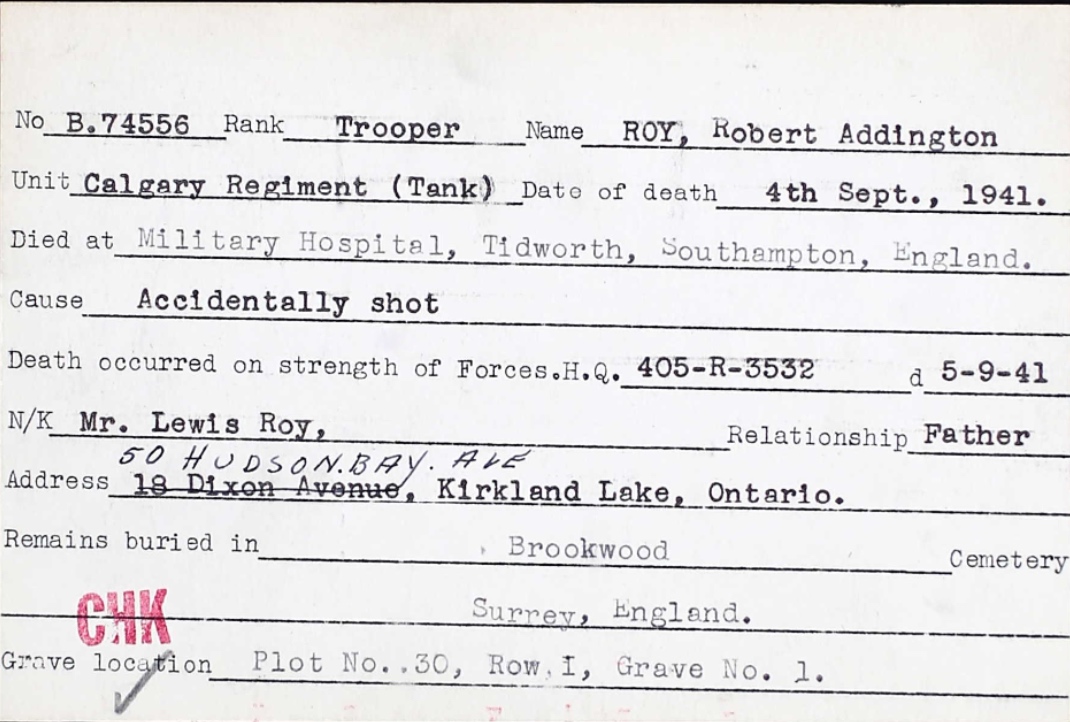 No B.74556 Rank Trooper Name ROY, Robert Addington
Unit Calgary Regiment (Tank) Date of death 4th Sept., 1941.
Died at Military Hospital, Tidworth, Southampton, England.
Cause Accidentally shot
Death occurred on strength of Forces.H.Q. 405-R-3532 d 5-9-41
N/K Mr. Lewis Roy, Relationship Father
50 HUDSON.BAY. AVE
Address 18 Dixon Avenue, Kirkland Lake, Ontario.
Remains buried in Brookwood Cemetery
CHK
Surrey, England.
Grave location Plot No..30, Row.I, Grave No. 1.